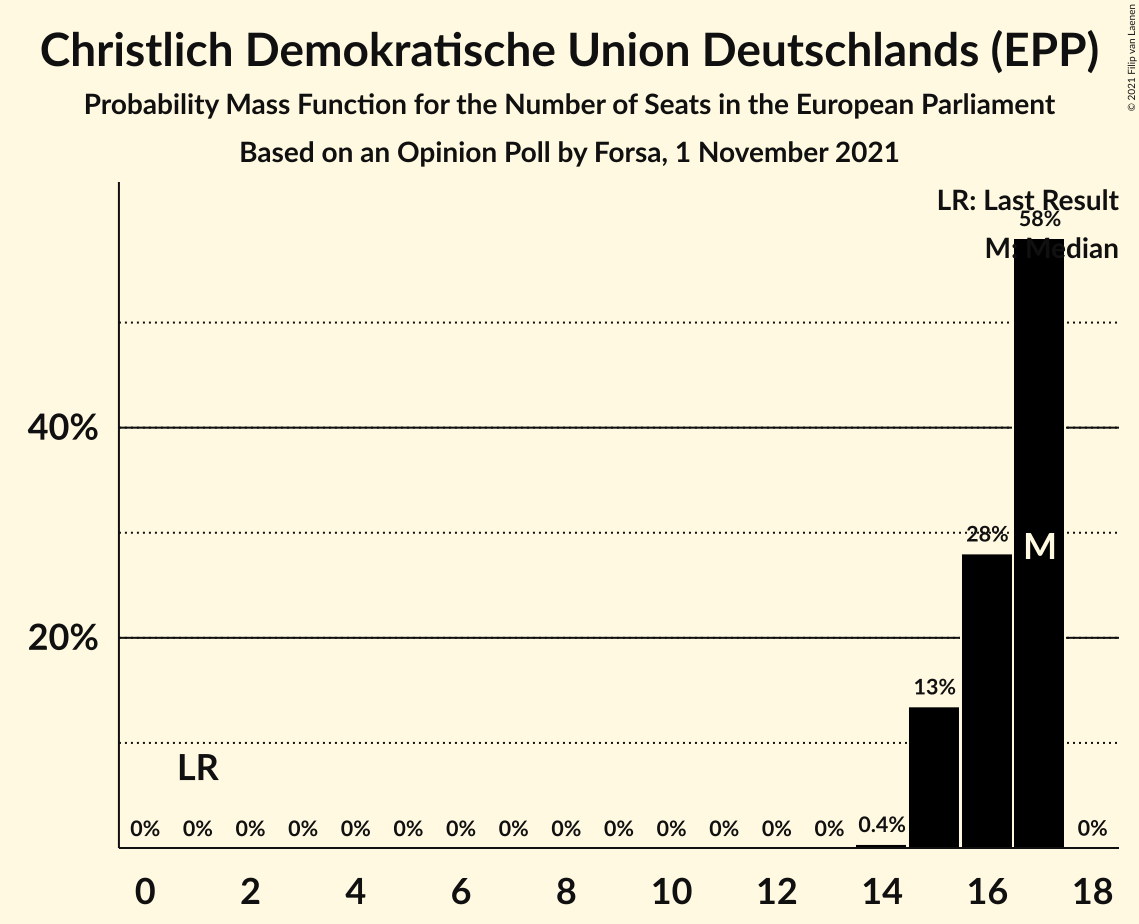 Christlich Demokratische Union Deutschlands (EPP)
Probability Mass Function for the Number of Seats in the European Parliament
Based on an Opinion Poll by Forsa, 1 November 2021
© 2021 Filip van Laenen
LR: Last Result
58%
M: Median
40%
28%
M
20%
13%
LR
0% 0% 0% 0% 0% 0% 0% 0% 0% 0% 0% 0% 0% 0% 0.4% 0%
0 2 4 6 8 10 12 14 16 18